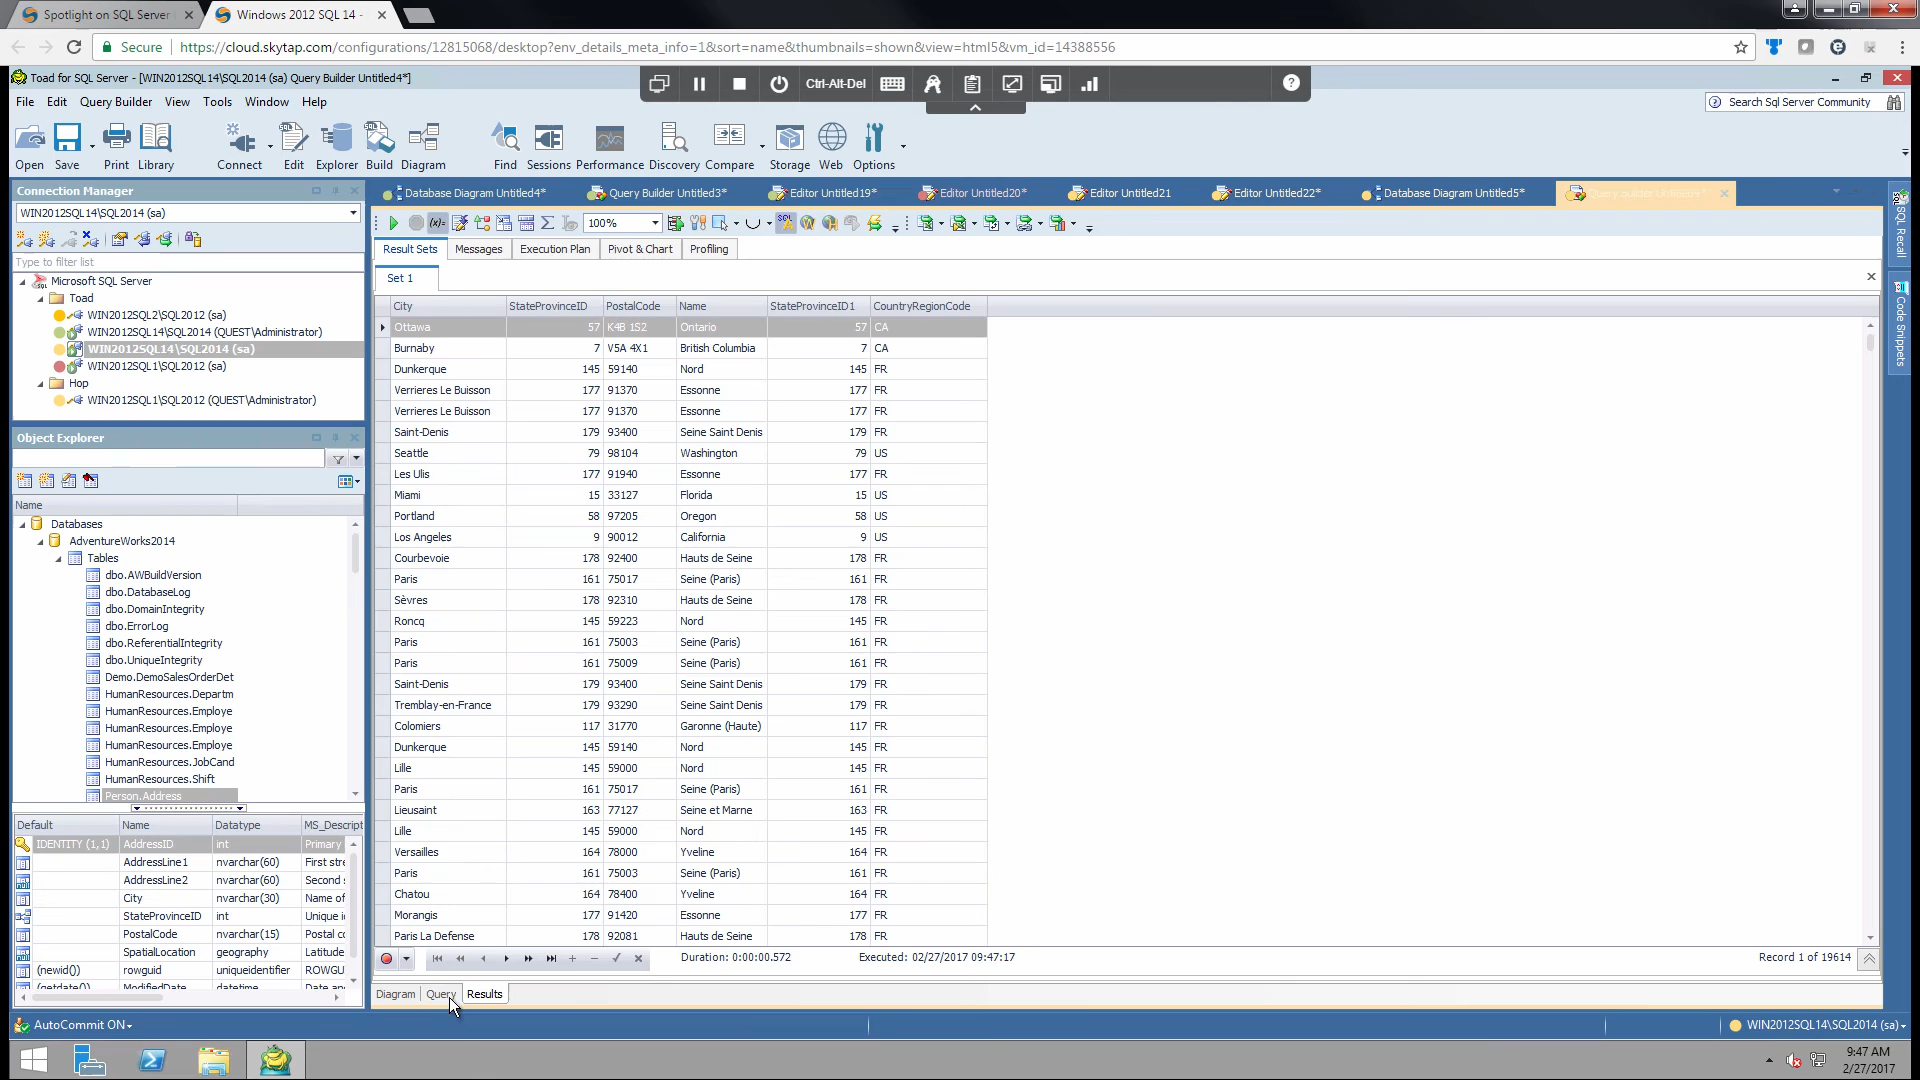 Spotlight on SQL Server
Windows 2012 SQL 14 -
Secure
https://cloud.skytap.com/configurations/12815068/desktop?env_details_meta_info=1&sort=name&thumbnails=shown&view=html5&vm_id=14388556
Toad for SQL Server - [WIN2012SQL14\SQL2014 (sa) Query Builder Untitled4*]
Ctrl-Alt-Del
File Edit Query Builder View Tools Window Help
Search Sql Server Community
Open Save Print Library Connect Edit Explorer Build Diagram Find Sessions Performance Discovery Compare Storage Web Options
Connection Manager
Database Diagram Untitled4* Query Builder Untitled3* Editor Untitled19* Editor Untitled20* Editor Untitled21 Editor Untitled22* Database Diagram Untitled5* Query Builder Untitled4*
WIN2012SQL14\SQL2014 (sa)
100%
Type to filter list
Microsoft SQL Server
Toad
WIN2012SQL2\SQL2012 (sa)
WIN2012SQL14\SQL2014 (QUEST\Administrator)
WIN2012SQL14\SQL2014 (sa)
WIN2012SQL1\SQL2012 (sa)
Hop
WIN2012SQL1\SQL2012 (QUEST\Administrator)
Object Explorer
Name
Databases
AdventureWorks2014
Tables
dbo.AWBuildVersion
dbo.DatabaseLog
dbo.DomainIntegrity
dbo.ErrorLog
dbo.ReferentialIntegrity
dbo.UniqueIntegrity
Demo.DemoSalesOrderDet
HumanResources.Departm
HumanResources.Employe
HumanResources.Employe
HumanResources.Employe
HumanResources.JobCand
HumanResources.Shift
Person.Address
Default Name Datatype MS_Descript
IDENTITY (1,1) AddressID int Primary
AddressLine1 nvarchar(60) First stre
AddressLine2 nvarchar(60) Second s
City nvarchar(30) Name of
StateProvinceID int Unique i
PostalCode nvarchar(15) Postal co
SpatialLocation geography Latitude
(newid()) rowguid uniqueidentifier ROWGU
(getdate()) ModifiedDate datetime Date an
Result Sets Messages Execution Plan Pivot & Chart Profiling
Set 1
City StateProvinceID PostalCode Name StateProvinceID1 CountryRegionCode
Ottawa 57 K4B 1S2 Ontario 57 CA
Burnaby 7 V5A 4X1 British Columbia 7 CA
Dunkerque 145 59140 Nord 145 FR
Verrieres Le Buisson 177 91370 Essonne 177 FR
Verrieres Le Buisson 177 91370 Essonne 177 FR
Saint-Denis 179 93400 Seine Saint Denis 179 FR
Seattle 79 98104 Washington 79 US
Les Ulis 177 91940 Essonne 177 FR
Miami 15 33127 Florida 15 US
Portland 58 97205 Oregon 58 US
Los Angeles 9 90012 California 9 US
Courbevoie 178 92400 Hauts de Seine 178 FR
Paris 161 75017 Seine (Paris) 161 FR
Sèvres 178 92310 Hauts de Seine 178 FR
Roncq 145 59223 Nord 145 FR
Paris 161 75003 Seine (Paris) 161 FR
Paris 161 75009 Seine (Paris) 161 FR
Saint-Denis 179 93400 Seine Saint Denis 179 FR
Tremblay-en-France 179 93290 Seine Saint Denis 179 FR
Colomiers 117 31770 Garonne (Haute) 117 FR
Dunkerque 145 59140 Nord 145 FR
Lille 145 59000 Nord 145 FR
Paris 161 75017 Seine (Paris) 161 FR
Lieusaint 163 77127 Seine et Marne 163 FR
Lille 145 59000 Nord 145 FR
Versailles 164 78000 Yveline 164 FR
Paris 161 75003 Seine (Paris) 161 FR
Chatou 164 78400 Yveline 164 FR
Morangis 177 91420 Essonne 177 FR
Paris La Defense 178 92081 Hauts de Seine 178 FR
Duration: 0:00:00.572 Executed: 02/27/2017 09:47:17 Record 1 of 19614
Diagram Query Results
SQL Recall
Code Snippets
AutoCommit ON
WIN2012SQL14\SQL2014 (sa)
9:47 AM
2/27/2017